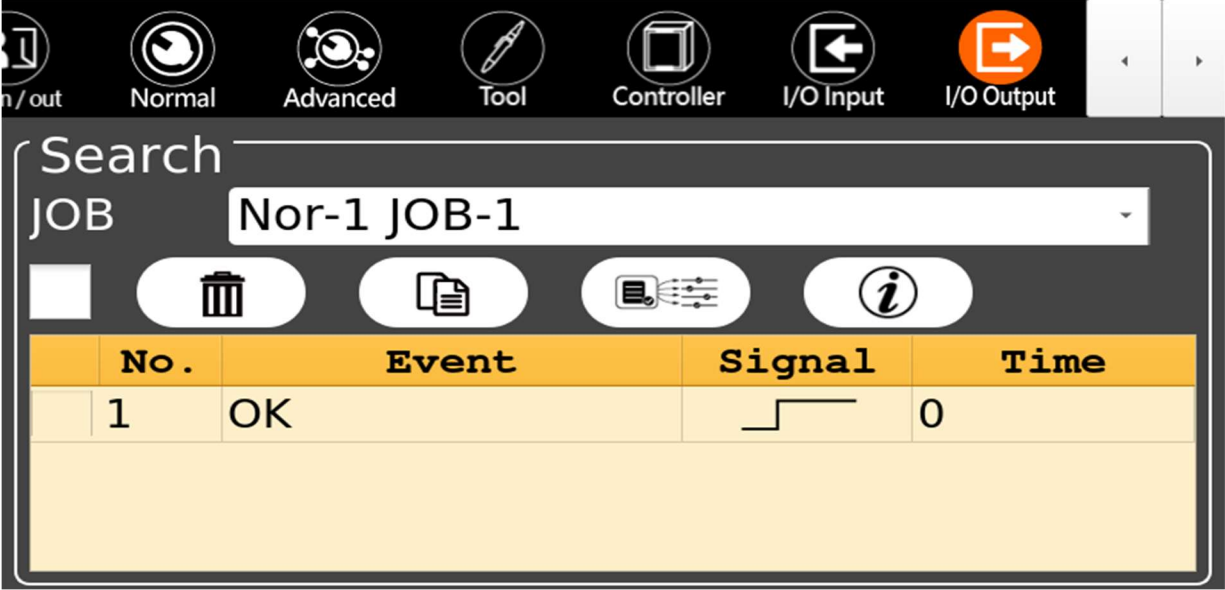 n / out Normal Advanced Tool Controller I/O Input I/O Output
Search
JOB Nor-1 JOB-1
No. Event Signal Time
1 OK 0